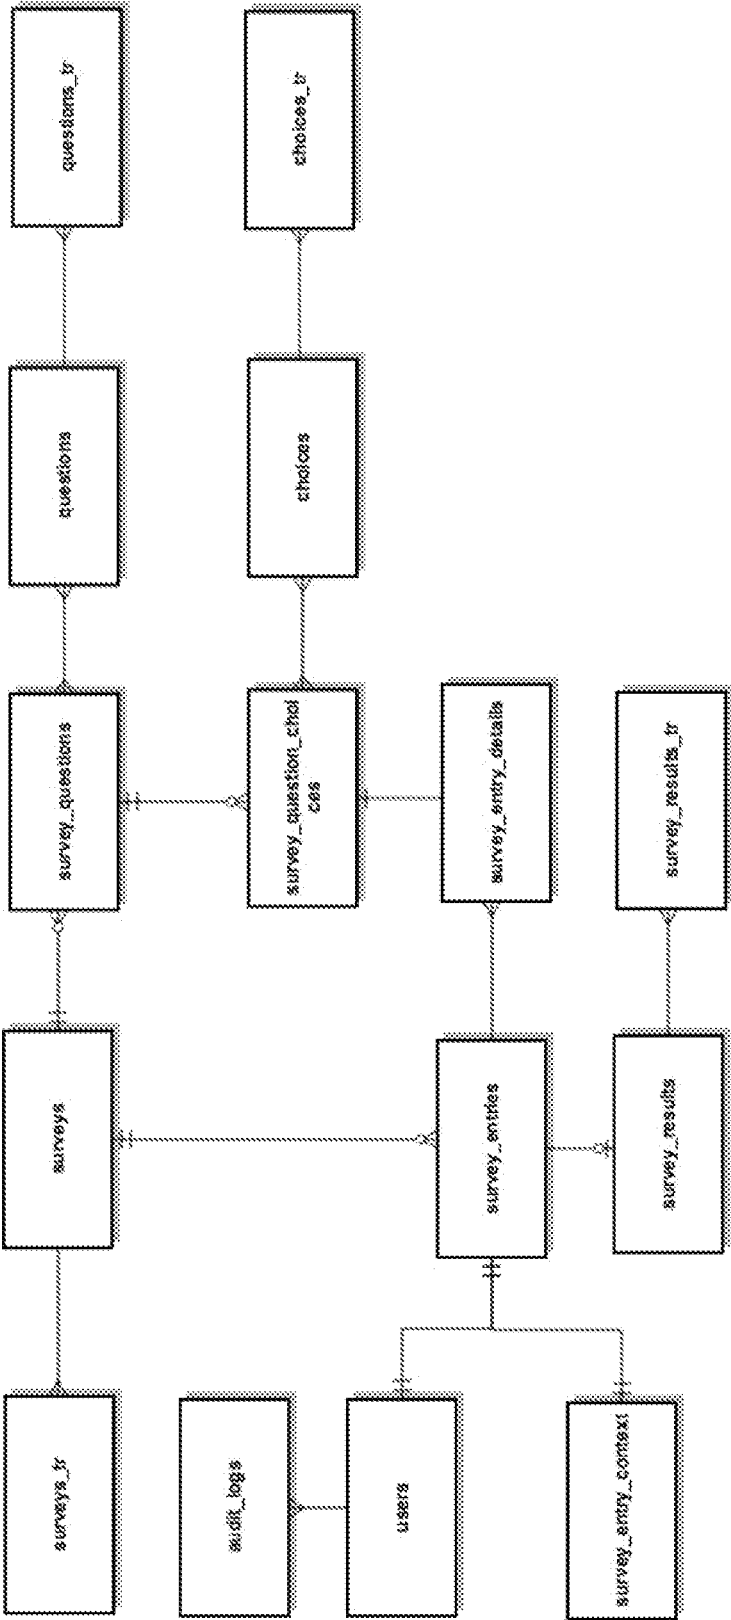 questions_tr
choices_tr
questions
choices
survey_questions
survey_question_choi
ces
survey_entry_details
survey_results_tr
surveys
survey_entries
survey_results
surveys_tr
audit_logs
users
survey_entry_context